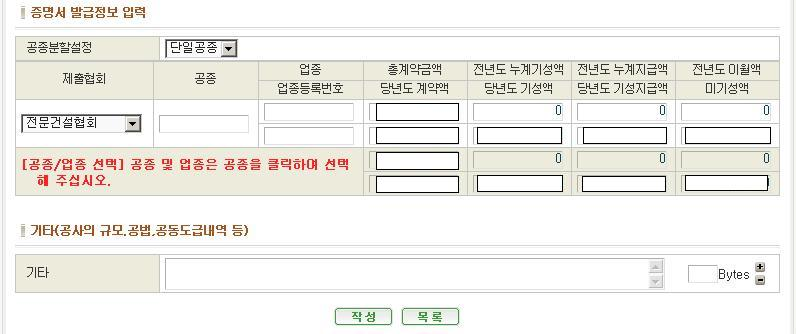 증명서 발급정보 입력
공종분할설정 단일공종
제출협회 공종 업종 총계약금액 전년도 누계기성액 전년도 누계지급액 전년도 이월액
업종등록번호 당년도 계약액 당년도 기성액 당년도 기성지급액 미기성액
전문건설협회 0 0 0
[공종/업종 선택] 공종 및 업종은 공종을 클릭하여 선택 0 0 0
해 주십시오.
기타(공사의 규모,공법,공동도급내역 등)
기타 Bytes
작성 목록